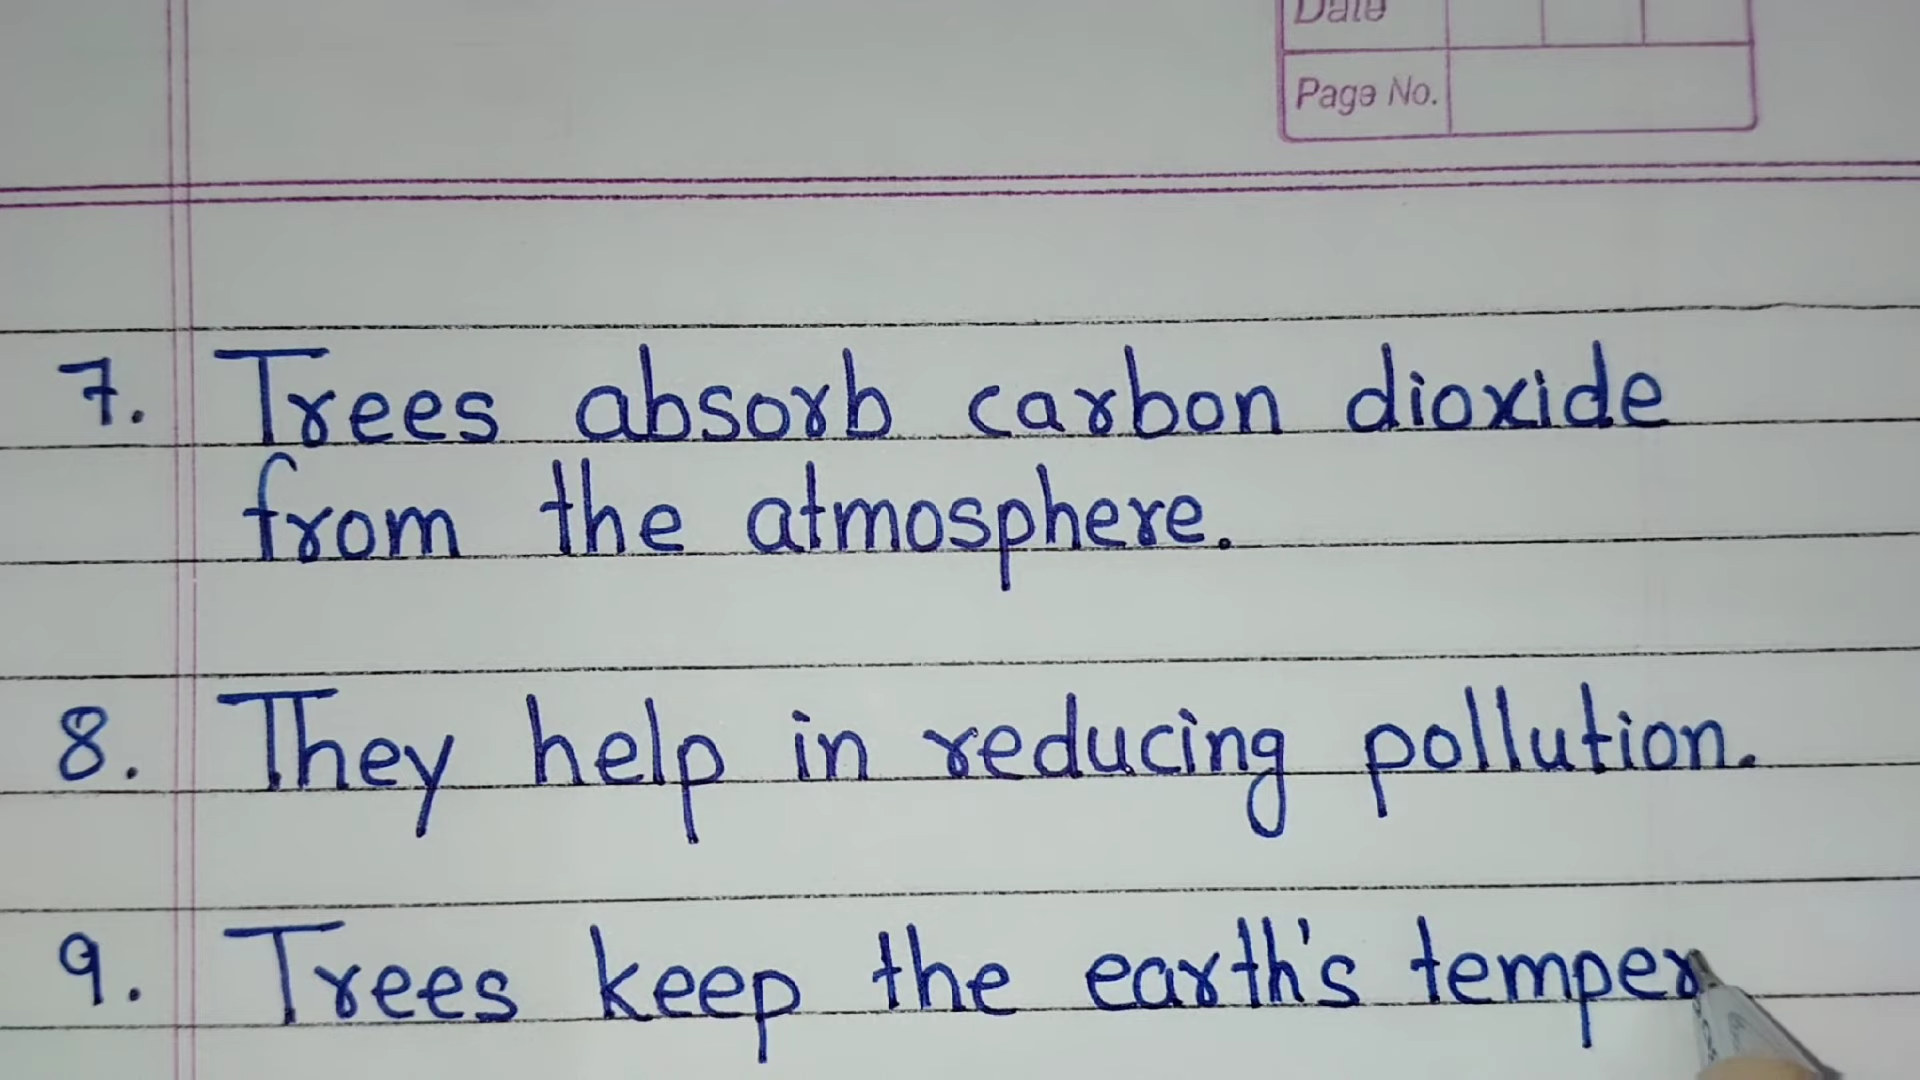 Date
Page No.
7. Trees absorb carbon dioxide
from the atmosphere.
8. They help in reducing pollution.
9. Trees keep the earth's temper